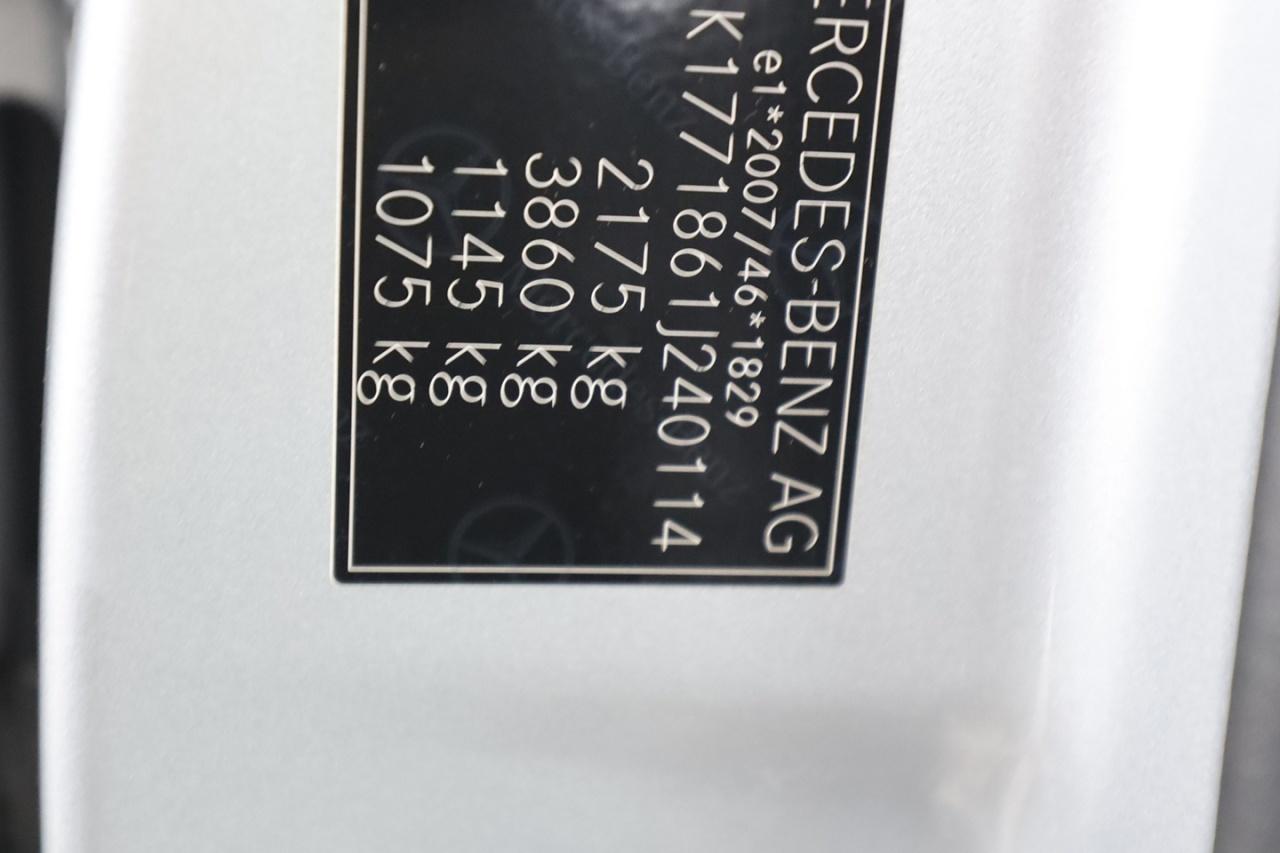 ERCEDES-BENZ AG
e1*2007/46*1829
K1771861J240114
2175 kg
3860 kg
1145 kg
1075 kg